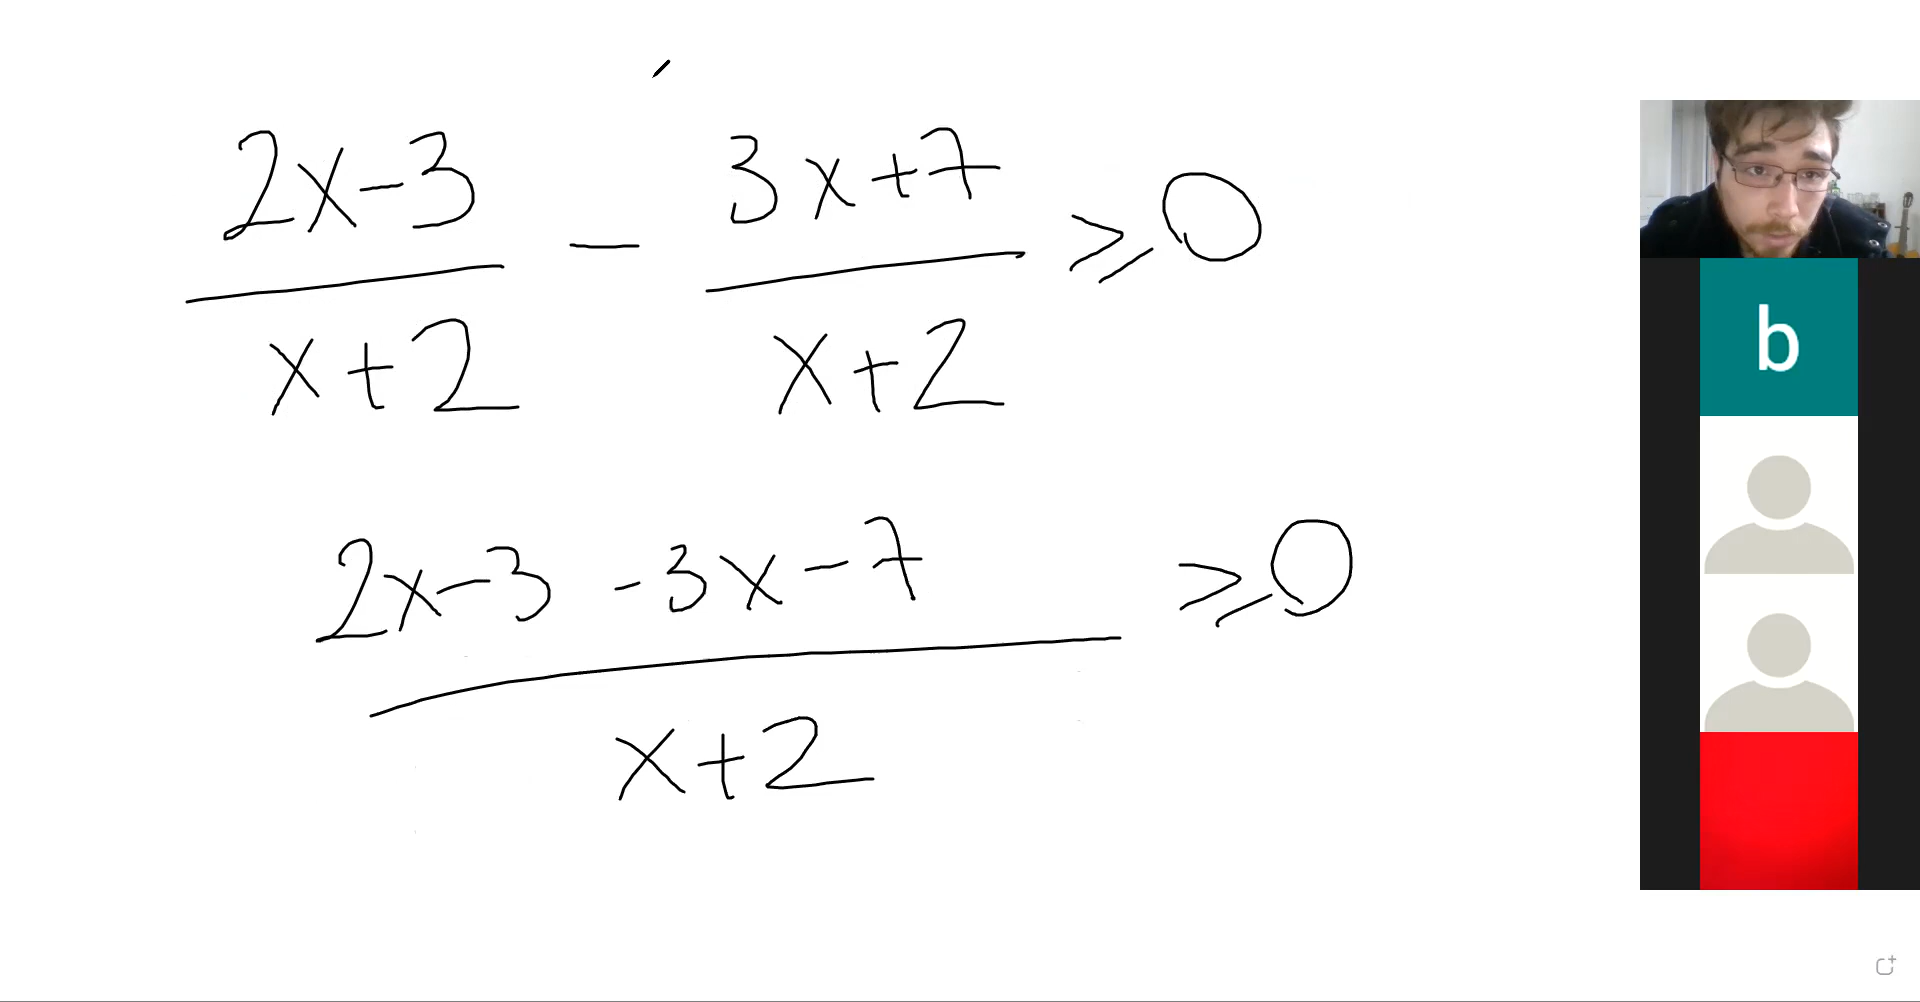 (2x-3)/(x+2) - (3x+7)/(x+2) ⩾ 0
(2x-3 -3x-7)/(x+2) ⩾ 0
b